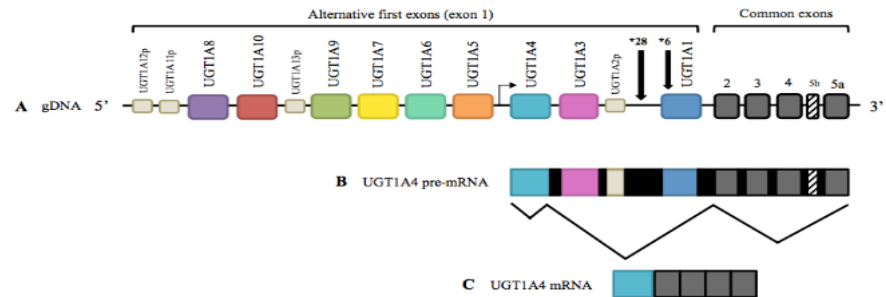 Alternative first exons (exon 1)
Common exons
UGT1A12p
UGT1A11p
UGT1A8
UGT1A10
UGT1A13p
UGT1A9
UGT1A7
UGT1A6
UGT1A5
UGT1A4
UGT1A3
UGT1A2p
*28
*6
UGT1A1
2
3
4
5b
5a
A gDNA 5’
3’
B UGT1A4 pre-mRNA
C UGT1A4 mRNA